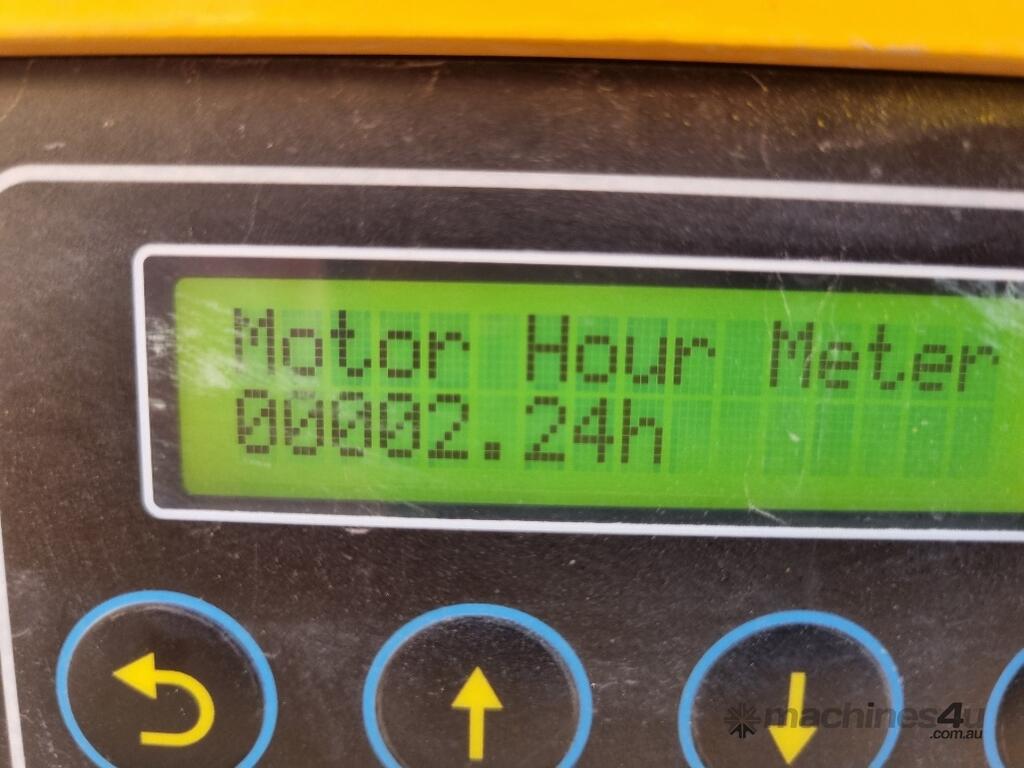 Motor Hour Meter
00002.24h
machines4u
.com.au